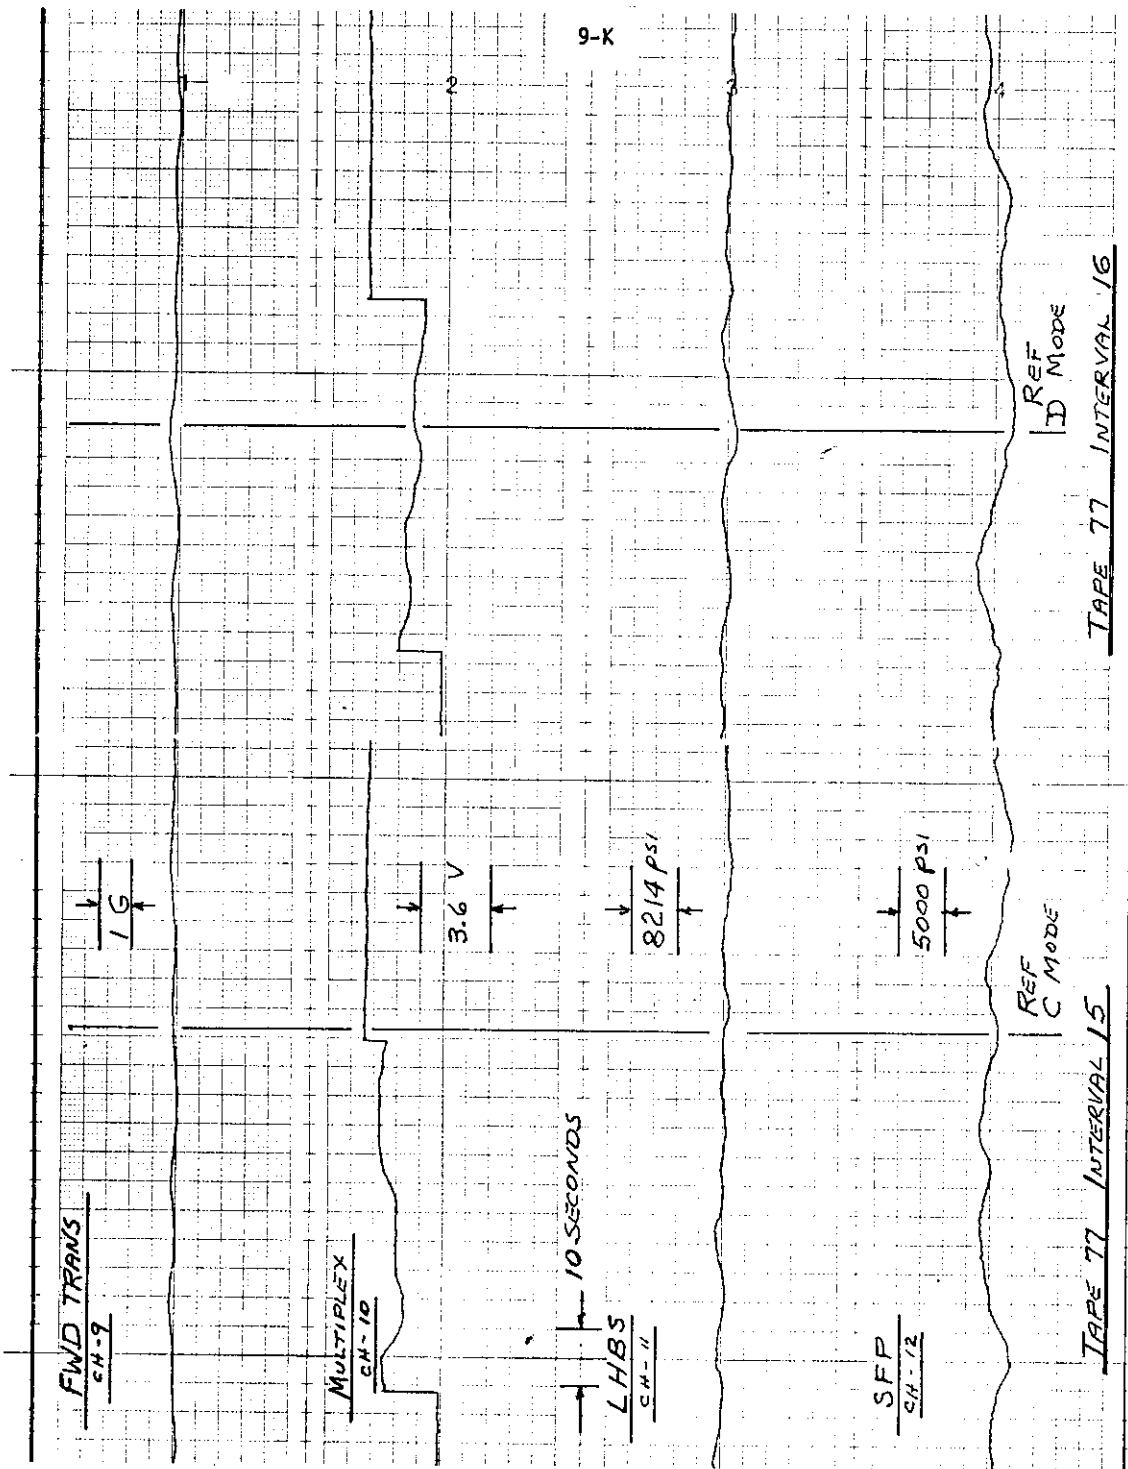 9-K
FWD TRANS
CH-9
1 G
1
MULTIPLEX
CH-10
3.6 V
2
10 SECONDS
LHBS
CH-11
8214 PSI
3
SFP
CH-12
5000 PSI
4
REF
C MODE
REF
D MODE
TAPE 77 INTERVAL 15
TAPE 77 INTERVAL 16